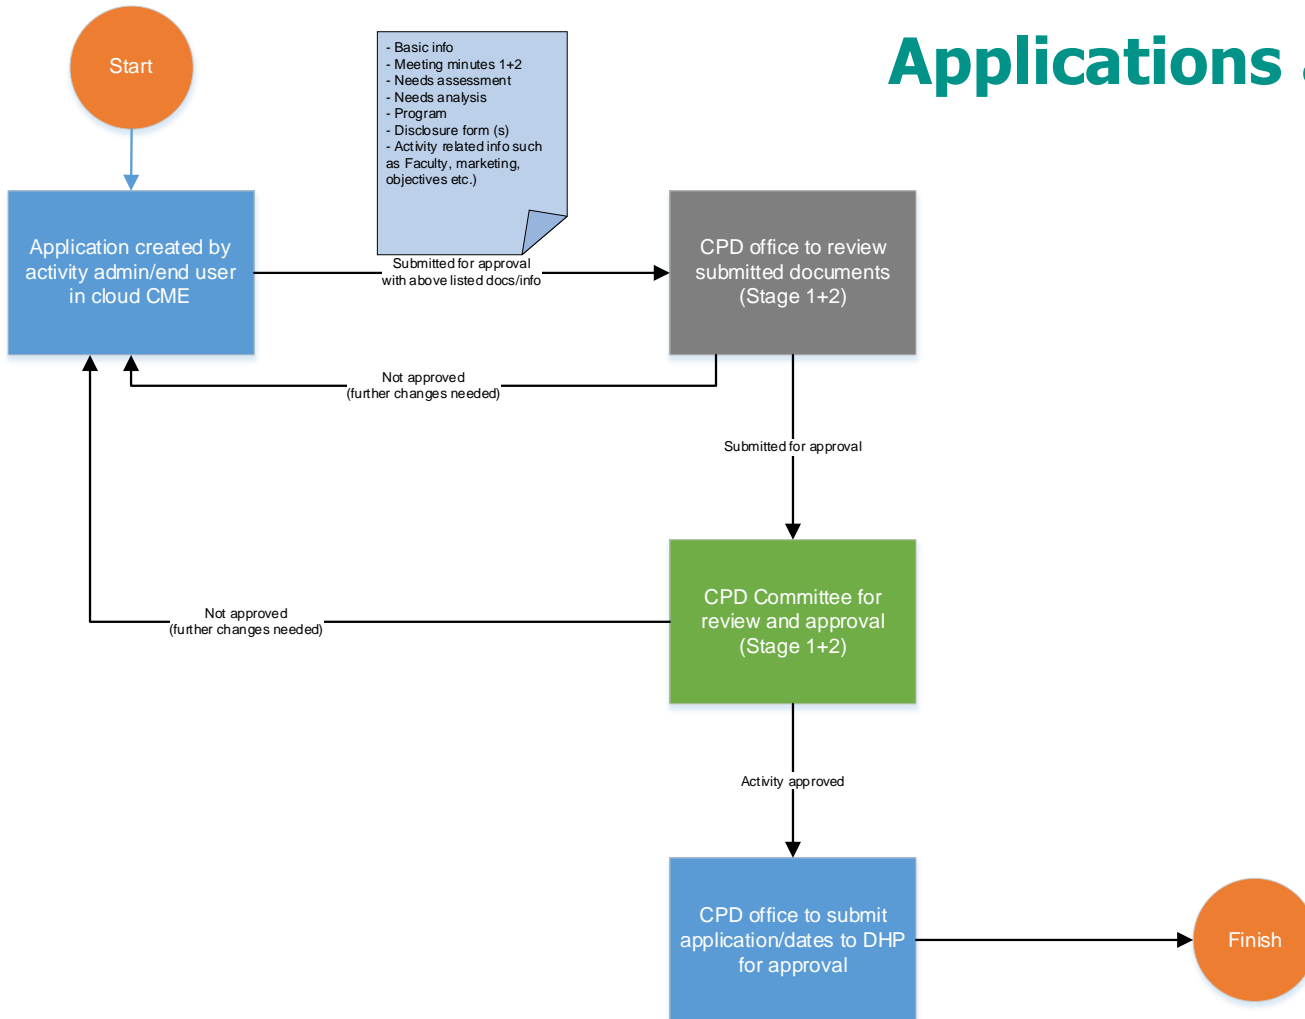 Applications a
Start
- Basic info
- Meeting minutes 1+2
- Needs assessment
- Needs analysis
- Program
- Disclosure form (s)
- Activity related info such
as Faculty, marketing,
objectives etc.)
Application created by
activity admin/end user
in cloud CME
Submitted for approval
with above listed docs/info
CPD office to review
submitted documents
(Stage 1+2)
Not approved
(further changes needed)
Submitted for approval
CPD Committee for
review and approval
(Stage 1+2)
Not approved
(further changes needed)
Activity approved
CPD office to submit
application/dates to DHP
for approval
Finish